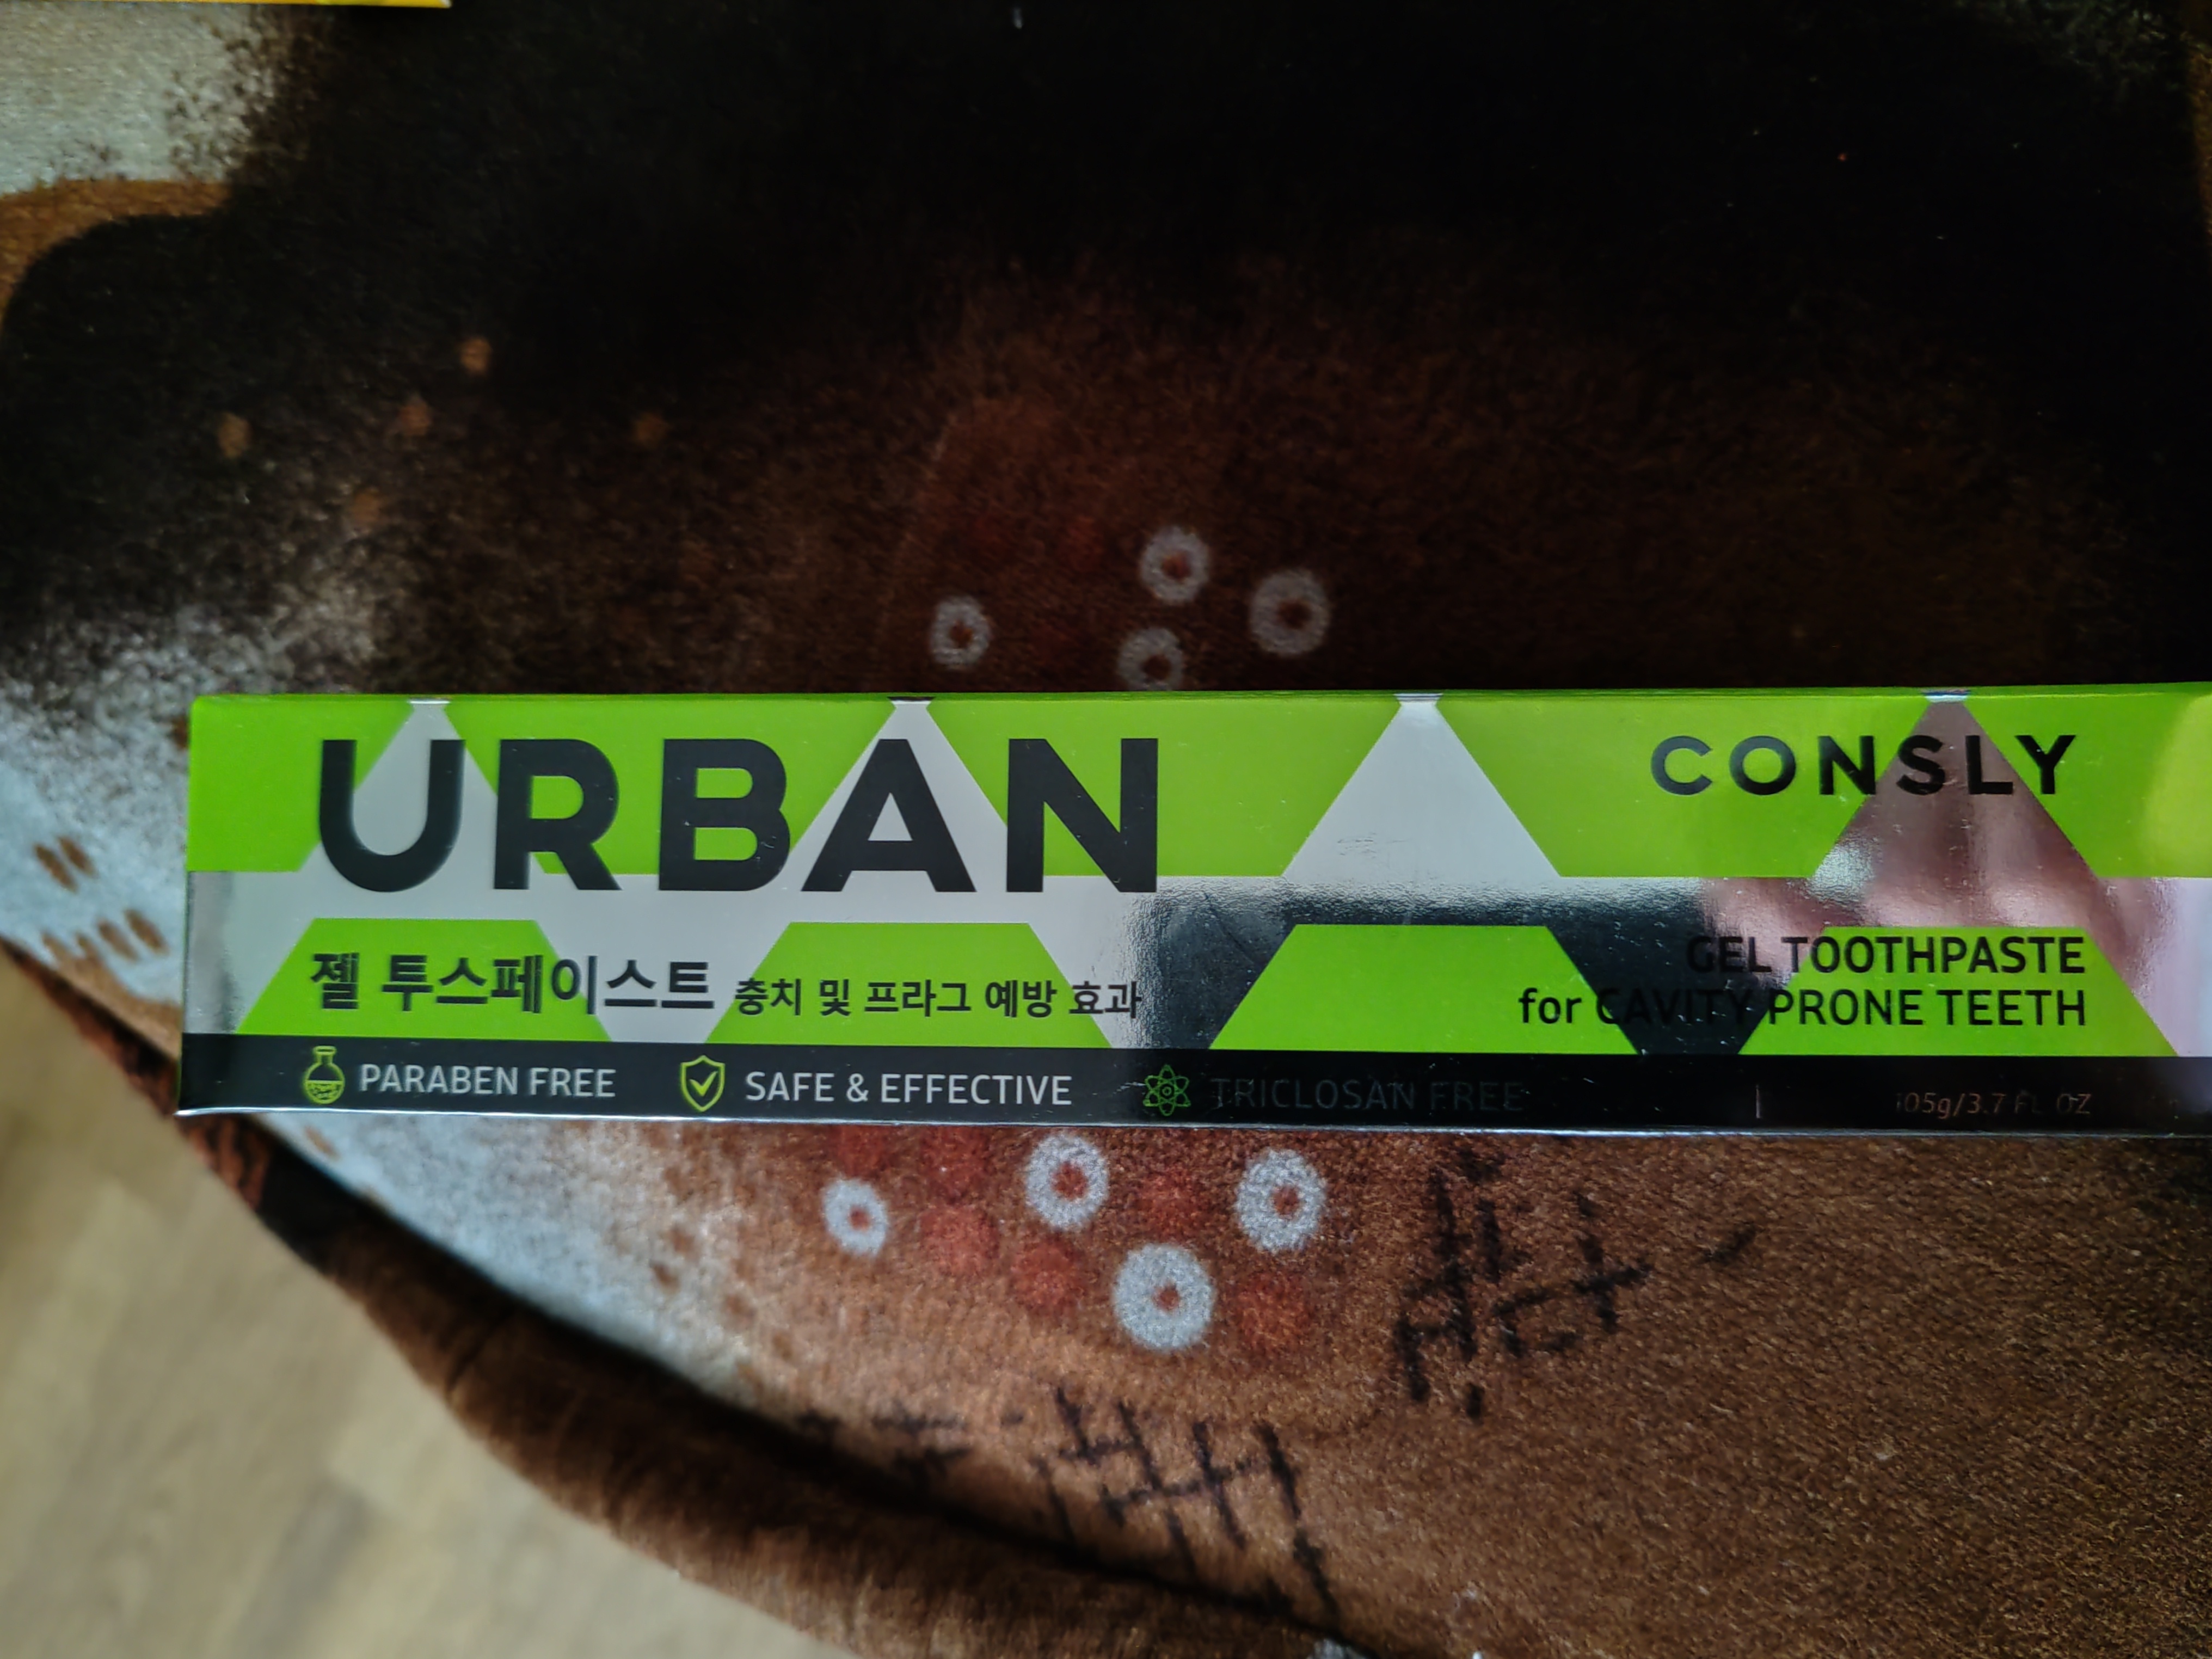 URBAN
CONSLY
젤 투스페이스트 충치 및 프라그 예방 효과
GEL TOOTHPASTE
for CAVITY PRONE TEETH
PARABEN FREE
SAFE & EFFECTIVE
TRICLOSAN FREE
105g/3.7 FL OZ